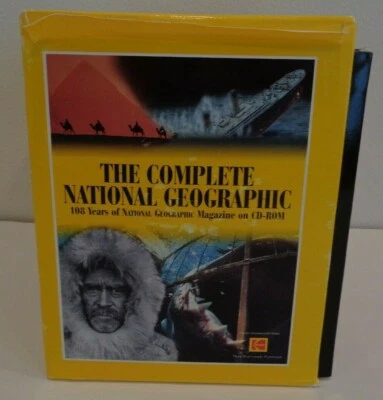 THE COMPLETE
NATIONAL GEOGRAPHIC
108 Years of NATIONAL GEOGRAPHIC Magazine on CD-ROM